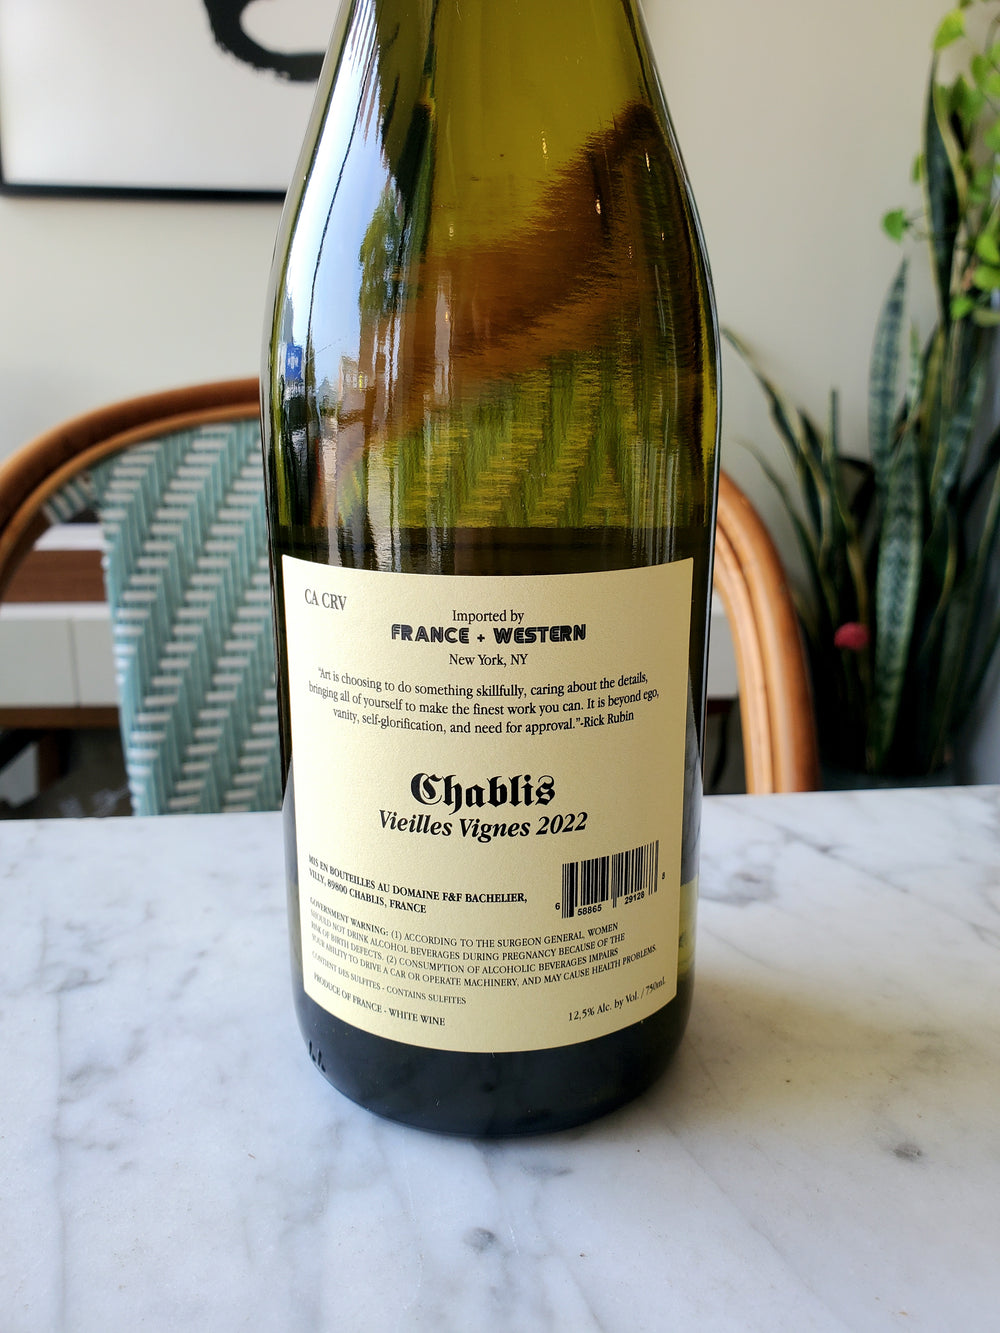 CA CRV
Imported by
FRANCE + WESTERN
New York, NY
"Art is choosing to do something skillfully, caring about the details,
bringing all of yourself to make the finest work you can. It is beyond ego,
vanity, self-glorification, and need for approval."-Rick Rubin
Chablis
Vieilles Vignes 2022
MIS EN BOUTEILLES AU DOMAINE F&F BACHELIER,
VILLY, 89800 CHABLIS, FRANCE
6 58865 29128 8
GOVERNMENT WARNING: (1) ACCORDING TO THE SURGEON GENERAL, WOMEN
SHOULD NOT DRINK ALCOHOL BEVERAGES DURING PREGNANCY BECAUSE OF THE
RISK OF BIRTH DEFECTS. (2) CONSUMPTION OF ALCOHOLIC BEVERAGES IMPAIRS
YOUR ABILITY TO DRIVE A CAR OR OPERATE MACHINERY, AND MAY CAUSE HEALTH PROBLEMS.
CONTIENT DES SULFITES - CONTAINS SULFITES
PRODUCE OF FRANCE - WHITE WINE
12,5% Alc. by Vol. / 750ml.